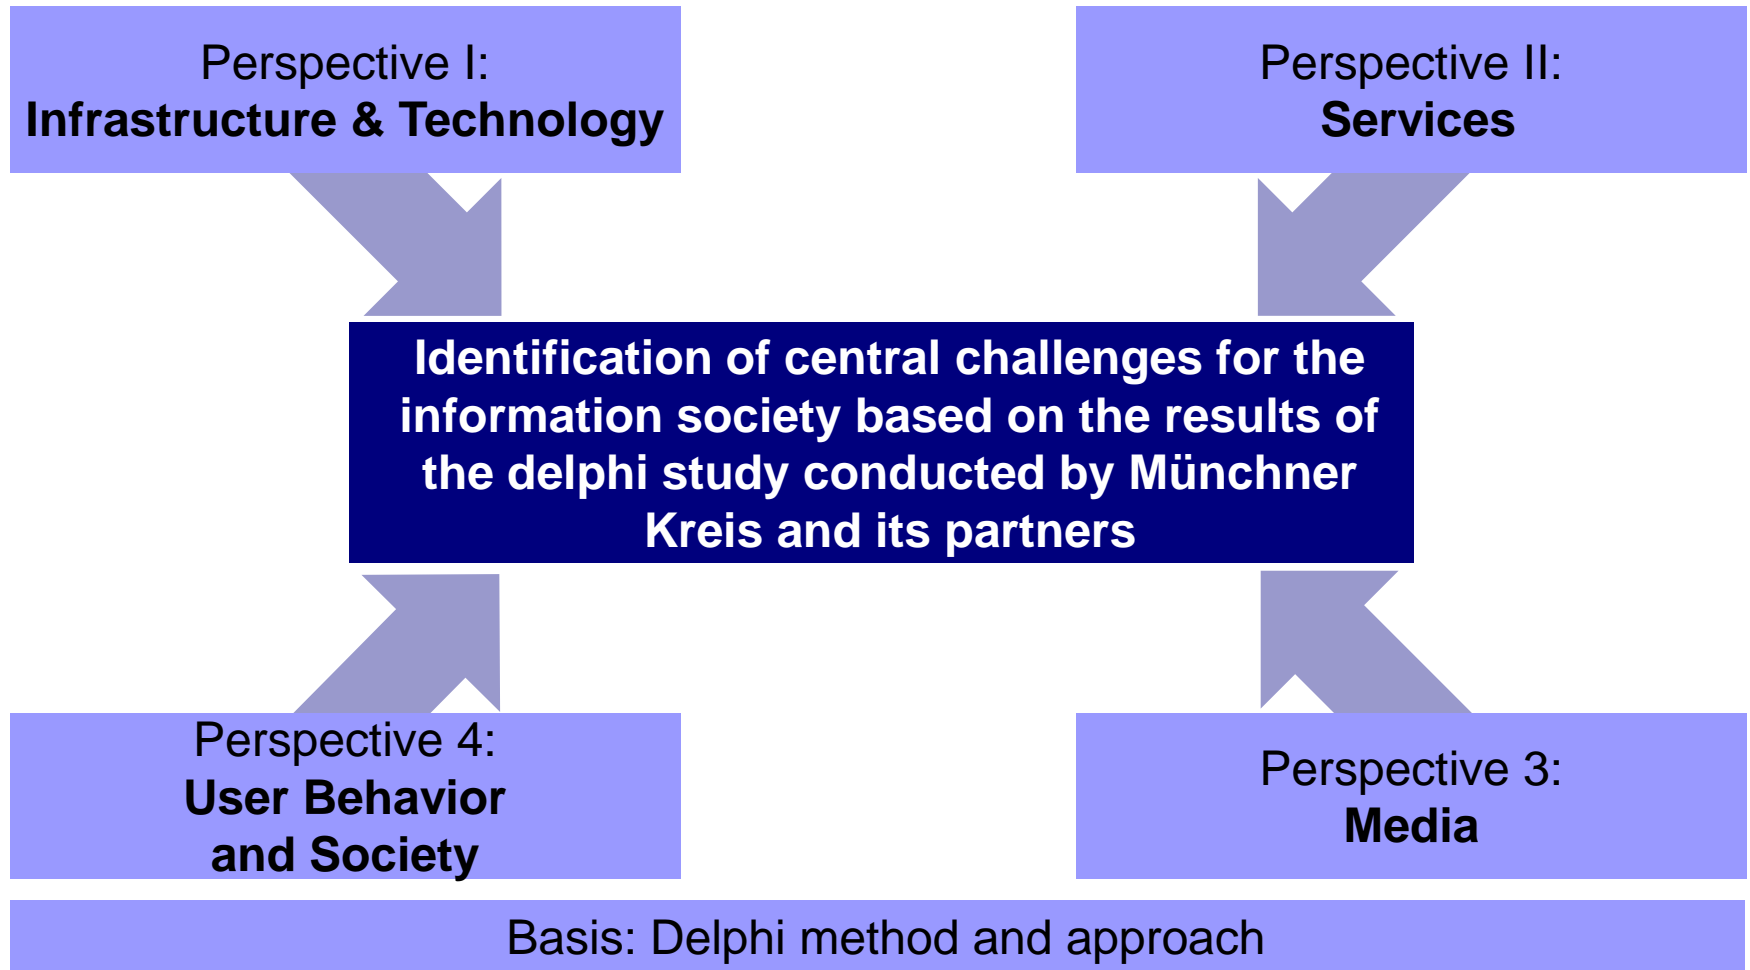 Perspective I:
Infrastructure & Technology
Perspective II:
Services
Identification of central challenges for the
information society based on the results of
the delphi study conducted by Münchner
Kreis and its partners
Perspective 4:
User Behavior
and Society
Perspective 3:
Media
Basis: Delphi method and approach